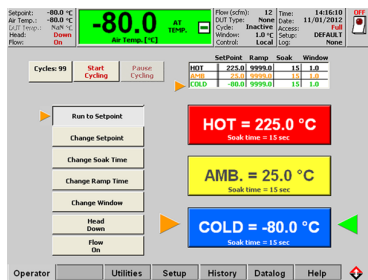 Setpoint: -80.0 °C
Air Temp.: -80.0 °C
DUT Temp.: NaN °C
Head: Down
Flow: On
-80.0
Air Temp. [°C]
AT
TEMP.
Flow (scfm): 12
DUT Type: None
Cycle: Inactive
Window: 1.0 °C
Control: Local
Time: 14:16:10
Date: 11/01/2012
Access: Full
Setup: DEFAULT
Log: None
OFF
Cycles: 99
Start
Cycling
Pause
Cycling
SetPoint Ramp Soak Window
HOT 225.0 9999.0 15 1.0
AMB 25.0 9999.0 15 1.0
COLD -80.0 9999.0 15 1.0
Run to Setpoint
Change Setpoint
Change Soak Time
Change Ramp Time
Change Window
Head
Down
Flow
On
HOT = 225.0 °C
Soak time = 15 sec
AMB. = 25.0 °C
Soak time = 15 sec
COLD = -80.0 °C
Soak time = 15 sec
Operator
Utilities
Setup
History
Datalog
Help